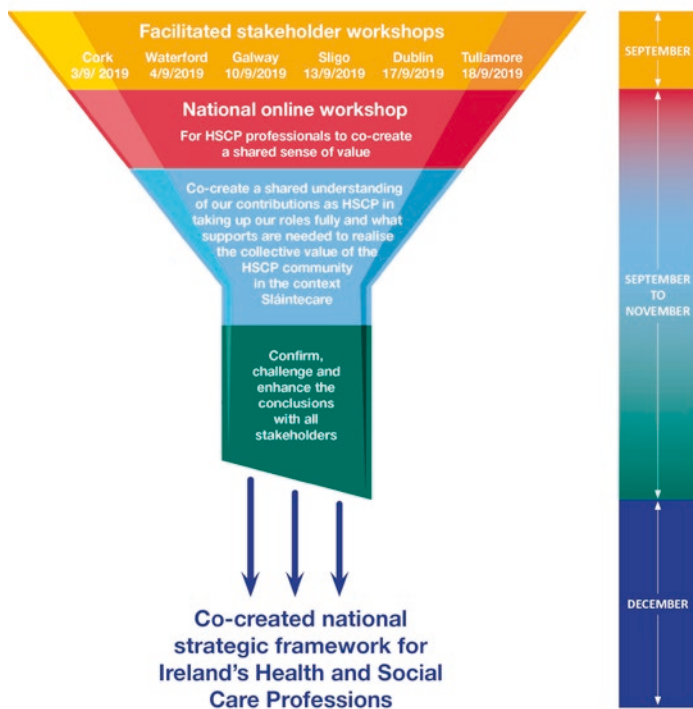 Facilitated stakeholder workshops
Cork Waterford Galway Sligo Dublin Tullamore
3/9/ 2019 4/9/2019 10/9/2019 13/9/2019 17/9/2019 18/9/2019
National online workshop
For HSCP professionals to co-create
a shared sense of value
Co-create a shared understanding
of our contributions as HSCP in
taking up our roles fully and what
supports are needed to realise
the collective value of the
HSCP community
in the context
Sláintecare
Confirm,
challenge and
enhance the
conclusions
with all
stakeholders
Co-created national
strategic framework for
Ireland's Health and Social
Care Professions
SEPTEMBER
SEPTEMBER
TO
NOVEMBER
DECEMBER